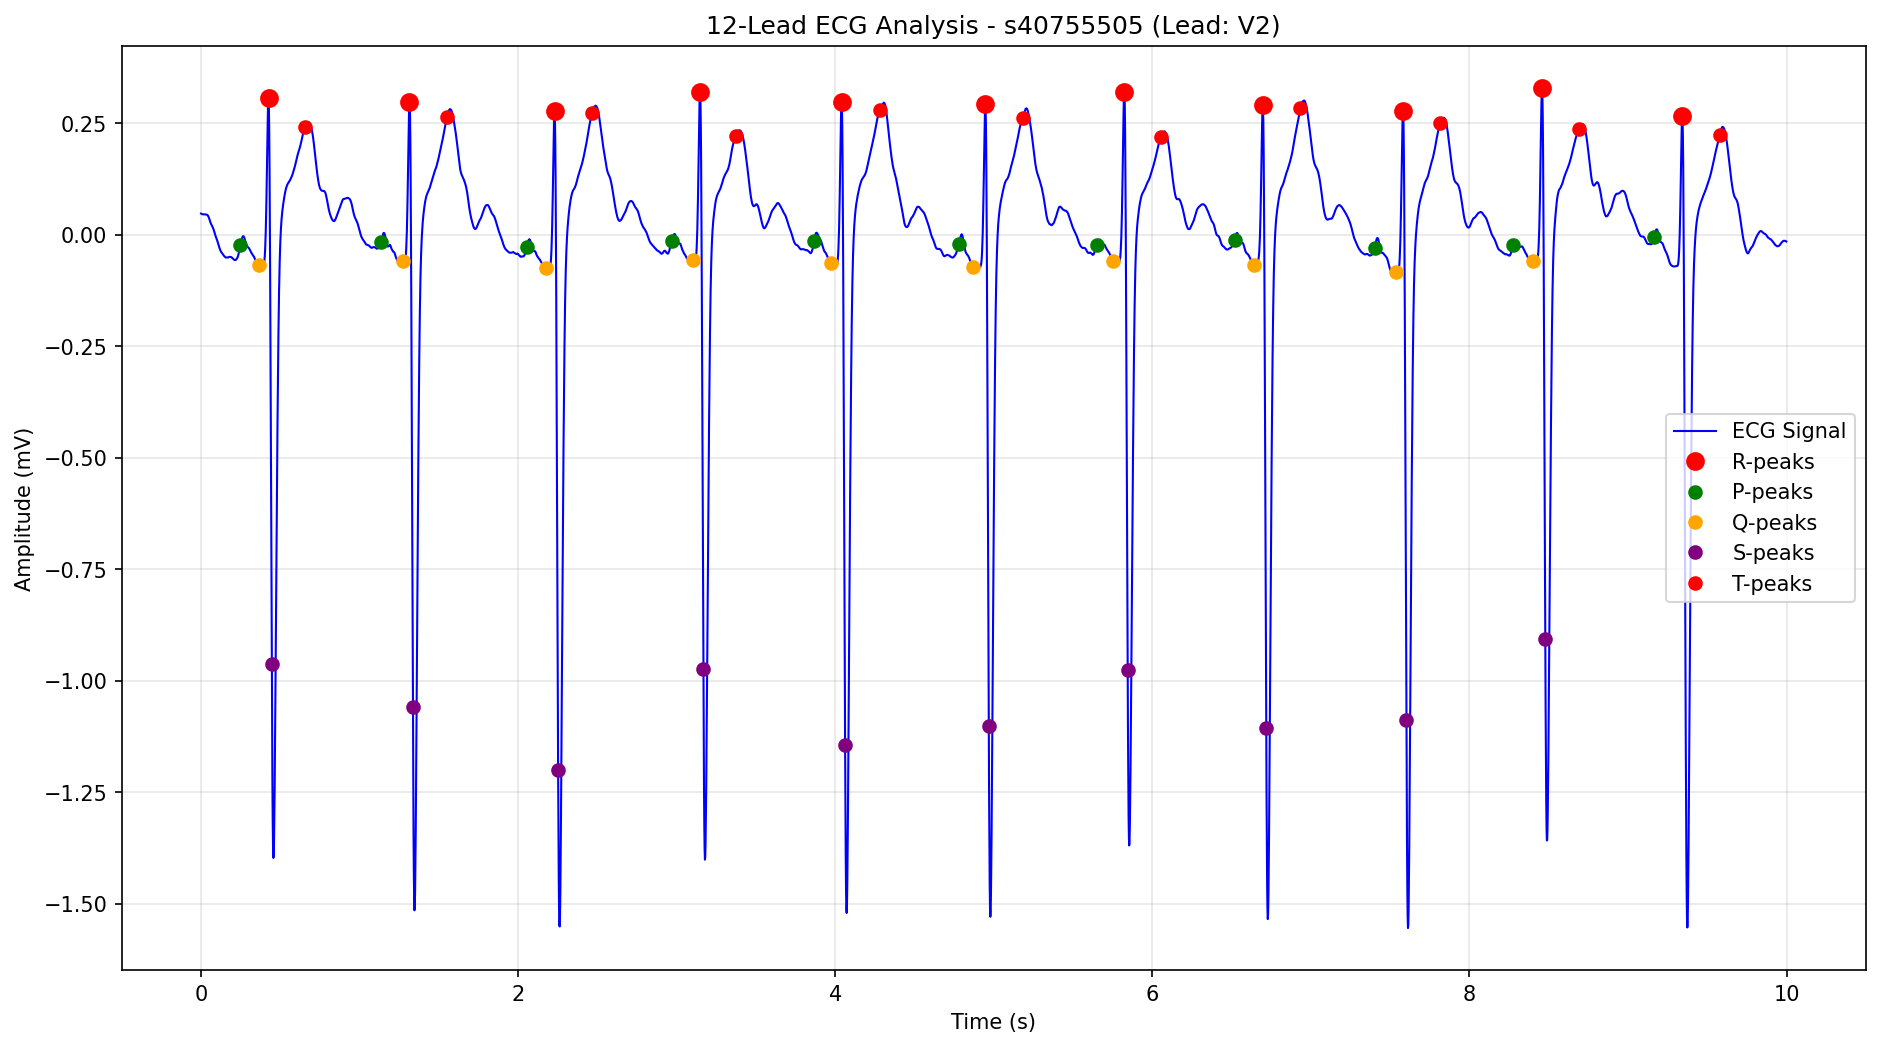 12-Lead ECG Analysis - s40755505 (Lead: V2)
Amplitude (mV)
0.25
0.00
−0.25
−0.50
−0.75
−1.00
−1.25
−1.50
ECG Signal
R-peaks
P-peaks
Q-peaks
S-peaks
T-peaks
0 2 4 6 8 10
Time (s)